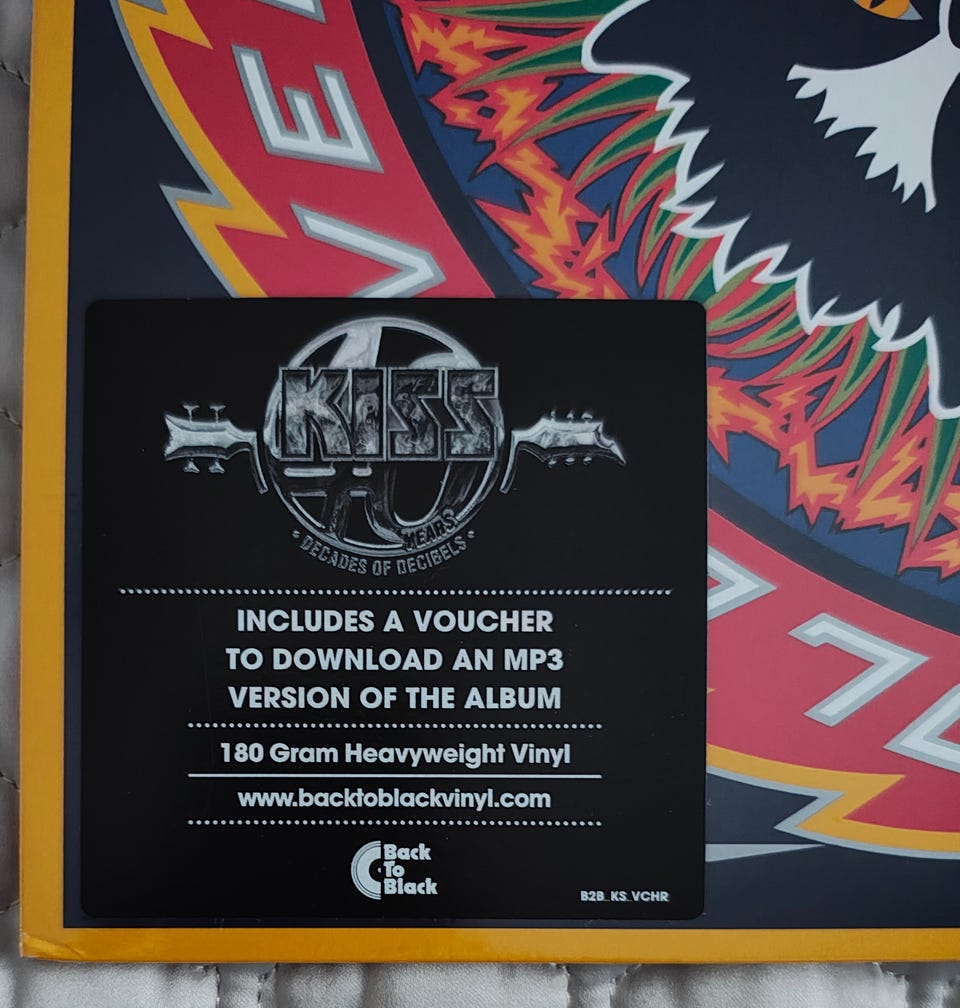 KISS
40
YEARS
• DECADES OF DECIBELS •
INCLUDES A VOUCHER
TO DOWNLOAD AN MP3
VERSION OF THE ALBUM
180 Gram Heavyweight Vinyl
www.backtoblackvinyl.com
Back
To
Black
B2B_KS_VCHR